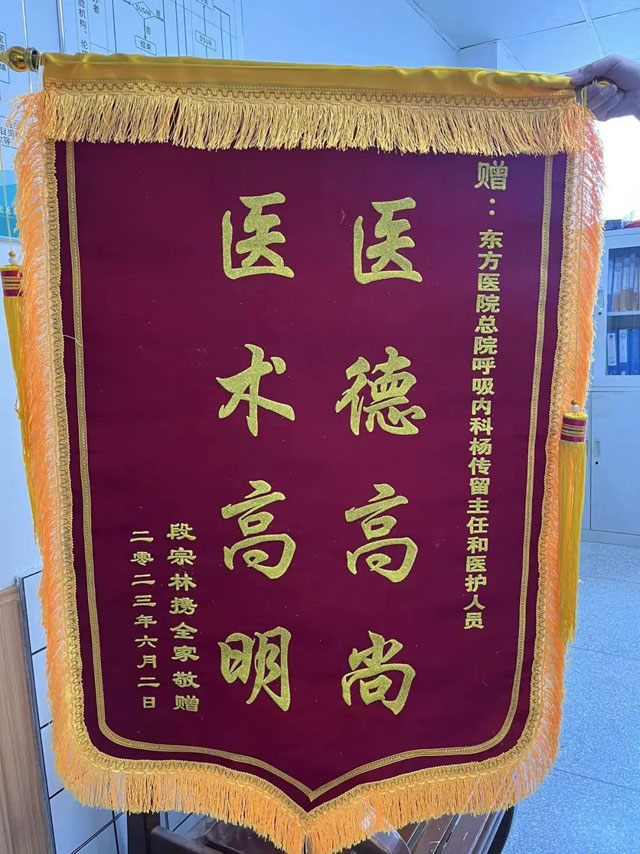 赠：东方医院总院呼吸内科杨传留主任和医护人员
医德高尚
医术高明
段宗林携全家敬赠
二零二三年六月二日